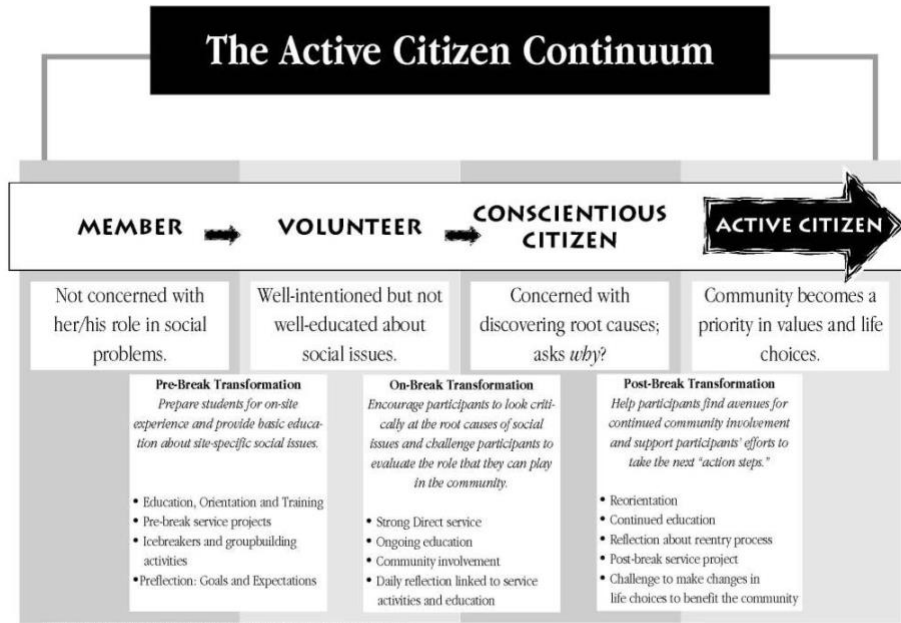 The Active Citizen Continuum
MEMBER
VOLUNTEER
CONSCIENTIOUS
CITIZEN
ACTIVE CITIZEN
Not concerned with
her/his role in social
problems.
Well-intentioned but not
well-educated about
social issues.
Concerned with
discovering root causes;
asks why?
Community becomes a
priority in values and life
choices.
Pre-Break Transformation
Prepare students for on-site
experience and provide basic educa-
tion about site-specific social issues.
• Education, Orientation and Training
• Pre-break service projects
• Icebreakers and groupbuilding
activities
•Preflection: Goals and Expectations
On-Break Transformation
Encourage participants to look criti-
cally at the root causes of social
issues and challenge participants to
evaluate the role that they can play
in the community.
• Strong Direct service
• Ongoing education
• Community involvement
• Daily reflection linked to service
activities and education
Post-Break Transformation
Help participants find avenues for
continued community involvement
and support participants' efforts to
take the next "action steps."
• Reorientation
• Continued education
• Reflection about reentry process
• Post-break service project
• Challenge to make changes in
life choices to benefit the community